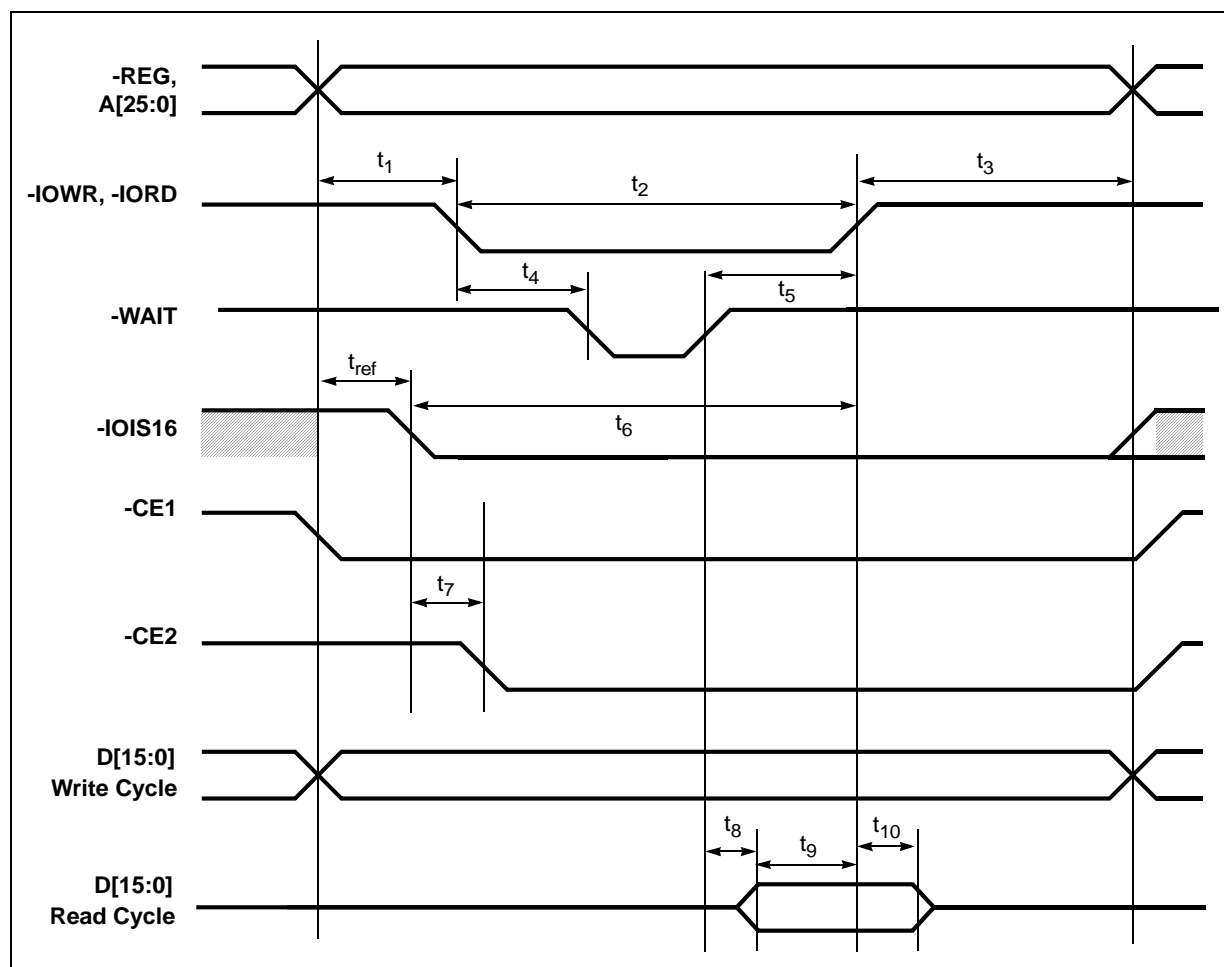 -REG,
A[25:0]
t1
t2
t3
-IOWR, -IORD
t4
t5
-WAIT
tref
t6
-IOIS16
-CE1
t7
-CE2
D[15:0]
Write Cycle
t8
t9
t10
D[15:0]
Read Cycle